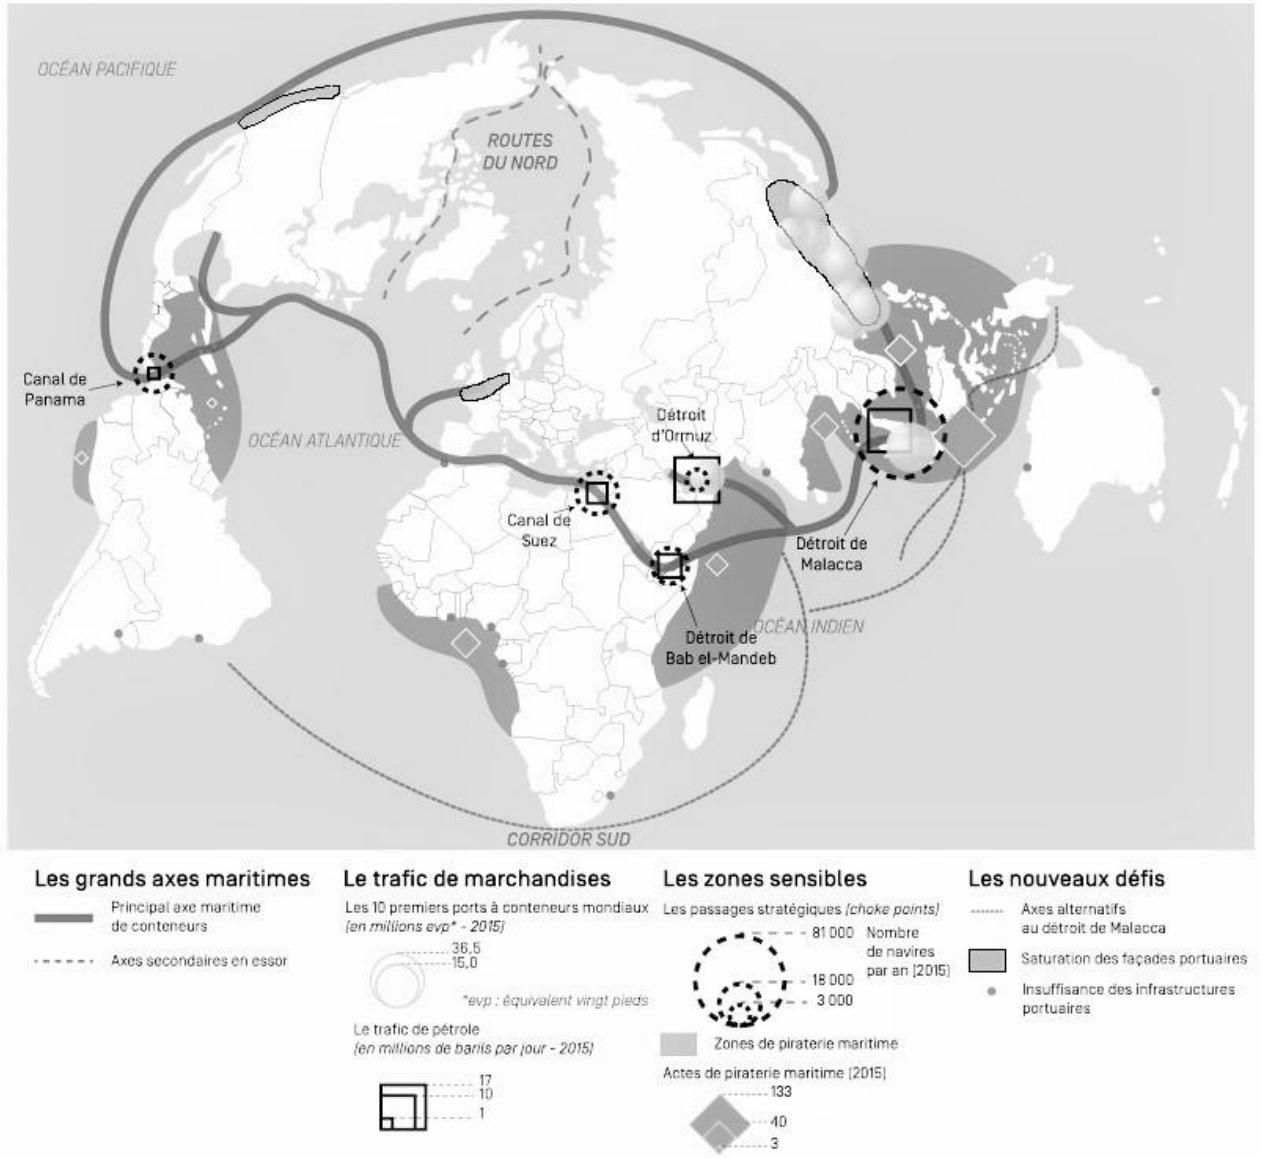 OCÉAN PACIFIQUE
ROUTES
DU NORD
Canal de
Panama
OCÉAN ATLANTIQUE
Détroit
d'Ormuz
Canal de
Suez
Détroit de
Malacca
OCÉAN INDIEN
Détroit de
Bab el-Mandeb
CORRIDOR SUD
Les grands axes maritimes
Principal axe maritime
de conteneurs
Axes secondaires en essor
Le trafic de marchandises
Les 10 premiers ports à conteneurs mondiaux
(en millions evp* - 2015)
36,5
15,0
*evp : équivalent vingt pieds
Le trafic de pétrole
(en millions de barils par jour - 2015)
17
10
1
Les zones sensibles
Les passages stratégiques (choke points)
81 000
Nombre
de navires
par an (2015)
18 000
3 000
Zones de piraterie maritime
Actes de piraterie maritime (2015)
133
40
3
Les nouveaux défis
Axes alternatifs
au détroit de Malacca
Saturation des façades portuaires
Insuffisance des infrastructures
portuaires